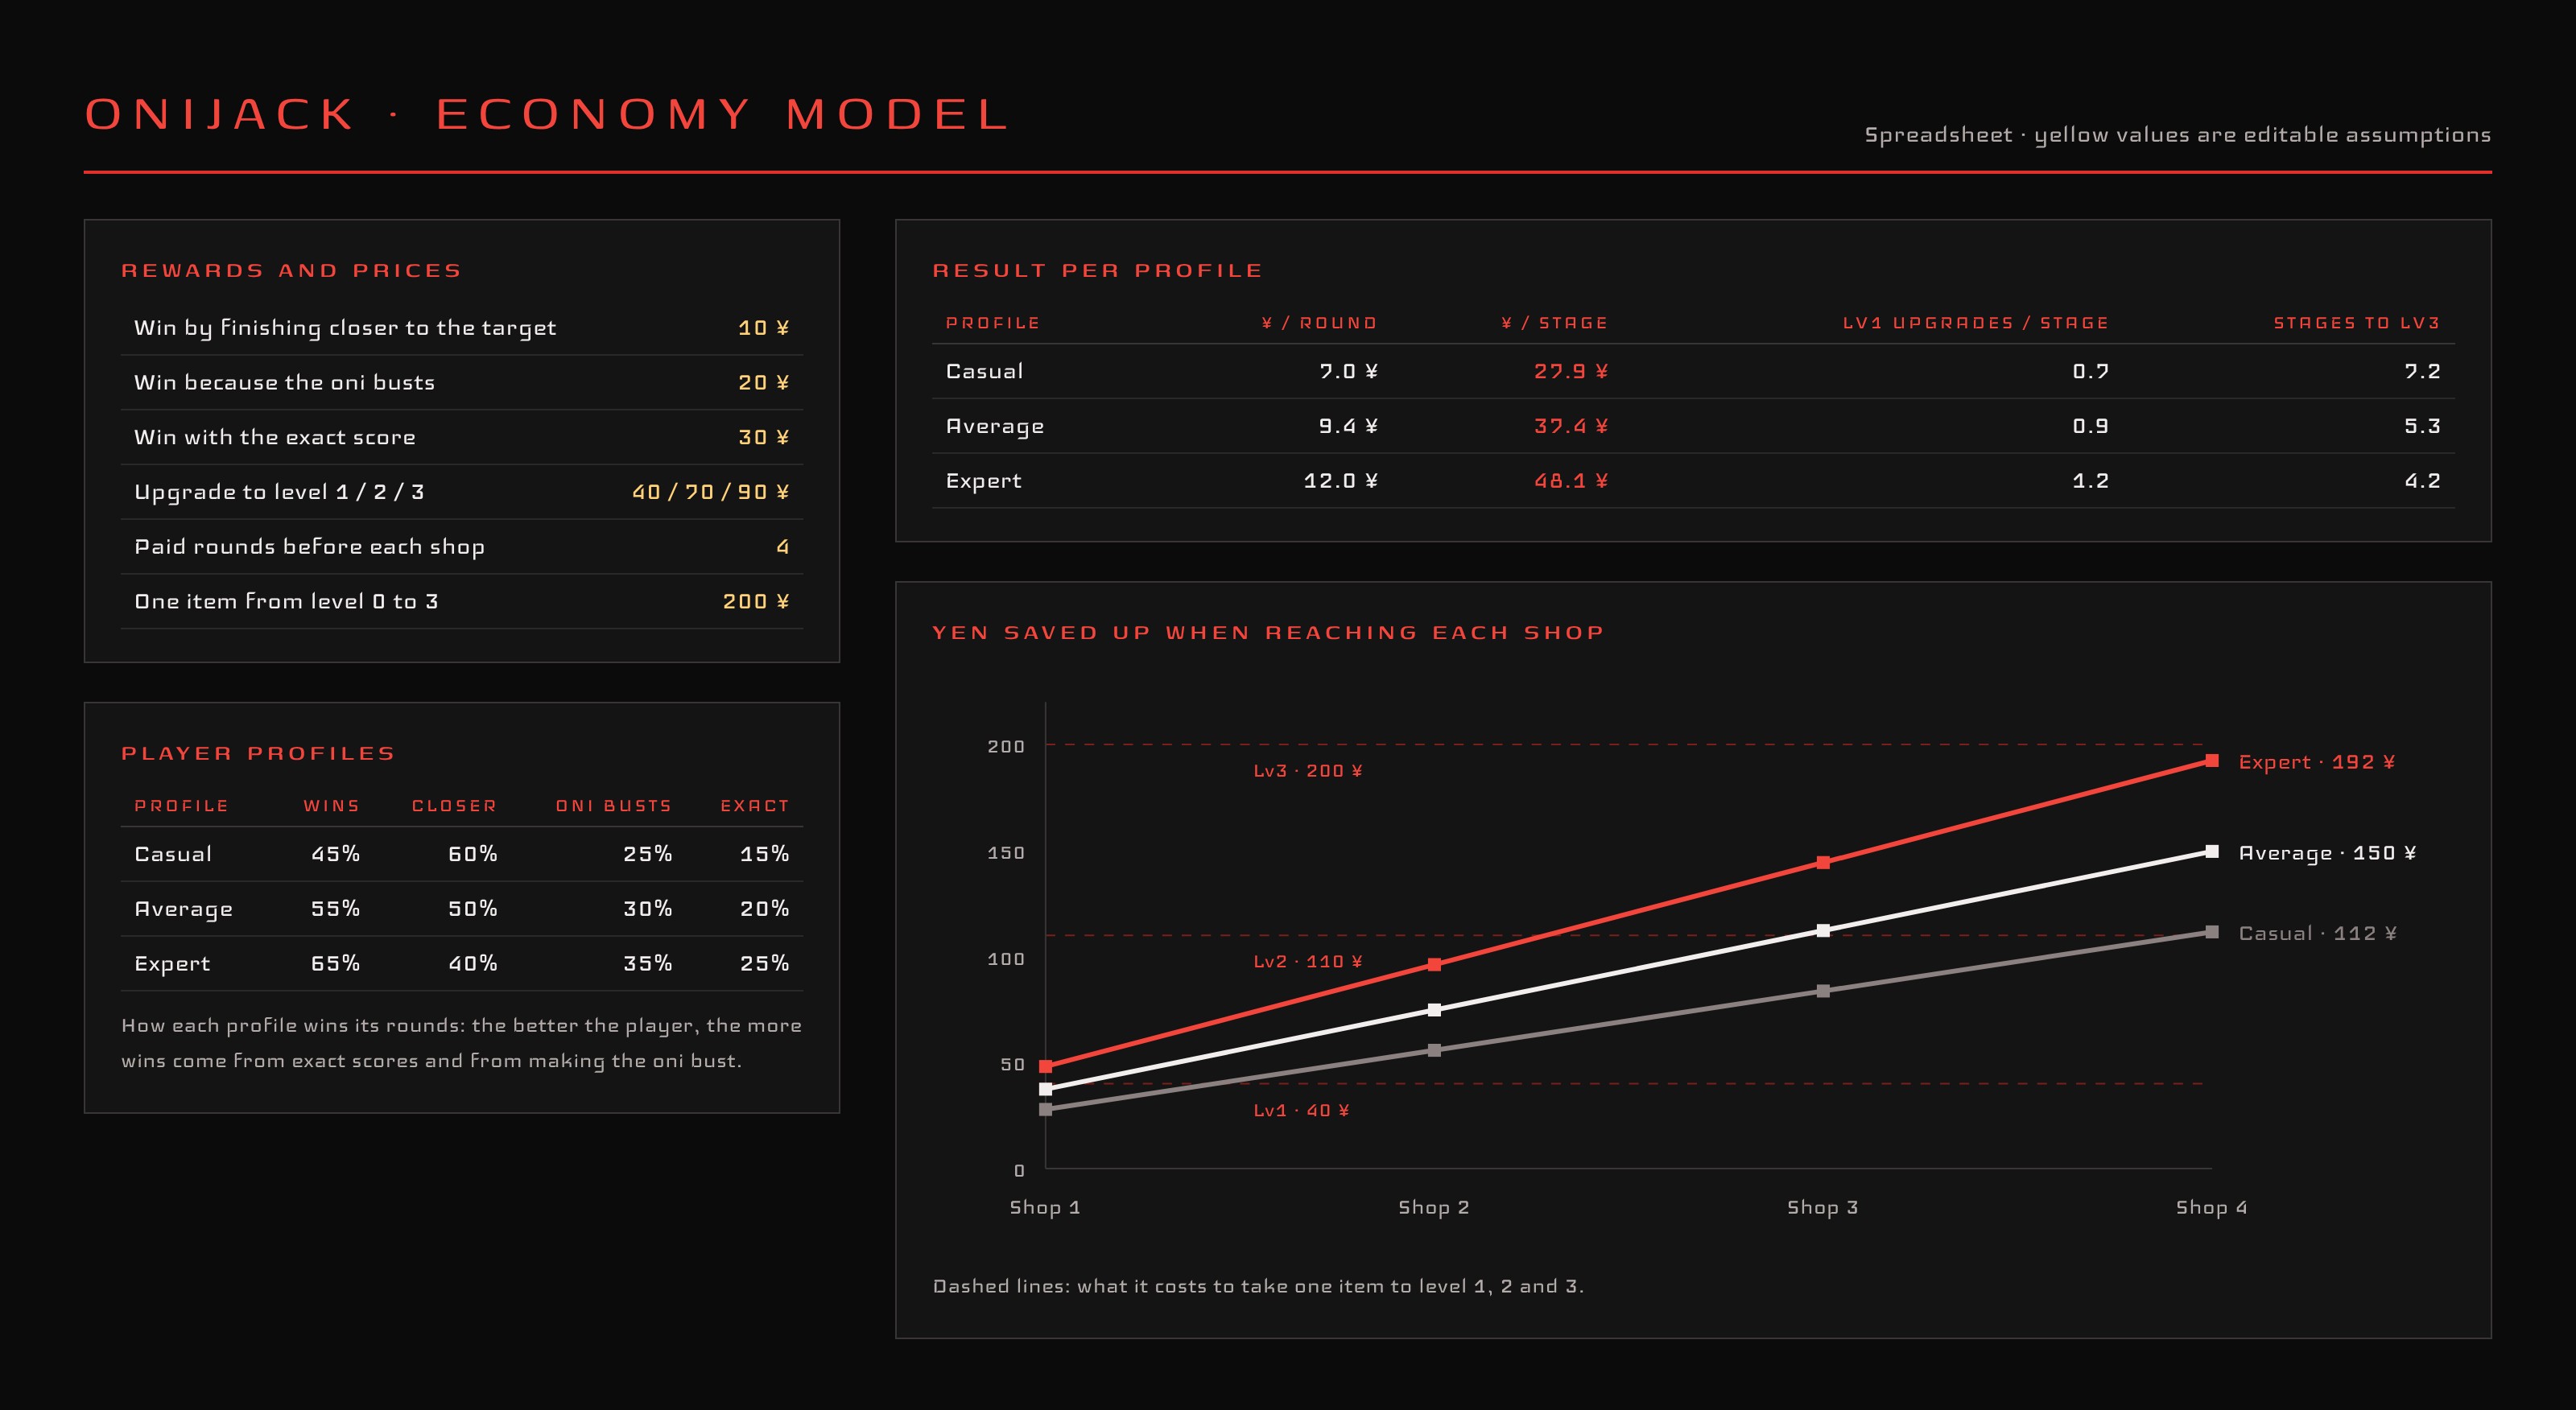 ONIJACK · ECONOMY MODEL
Spreadsheet · yellow values are editable assumptions
REWARDS AND PRICES
Win by finishing closer to the target 10 ¥
Win because the oni busts 20 ¥
Win with the exact score 30 ¥
Upgrade to level 1 / 2 / 3 40 / 70 / 90 ¥
Paid rounds before each shop 4
One item from level 0 to 3 200 ¥
PLAYER PROFILES
PROFILE WINS CLOSER ONI BUSTS EXACT
Casual 45% 60% 25% 15%
Average 55% 50% 30% 20%
Expert 65% 40% 35% 25%
How each profile wins its rounds: the better the player, the more
wins come from exact scores and from making the oni bust.
RESULT PER PROFILE
PROFILE ¥ / ROUND ¥ / STAGE LV1 UPGRADES / STAGE STAGES TO LV3
Casual 7.0 ¥ 27.9 ¥ 0.7 7.2
Average 9.4 ¥ 37.4 ¥ 0.9 5.3
Expert 12.0 ¥ 48.1 ¥ 1.2 4.2
YEN SAVED UP WHEN REACHING EACH SHOP
200
Lv3 · 200 ¥
Expert · 192 ¥
150
Average · 150 ¥
Casual · 112 ¥
100
Lv2 · 110 ¥
50
Lv1 · 40 ¥
0
Shop 1 Shop 2 Shop 3 Shop 4
Dashed lines: what it costs to take one item to level 1, 2 and 3.